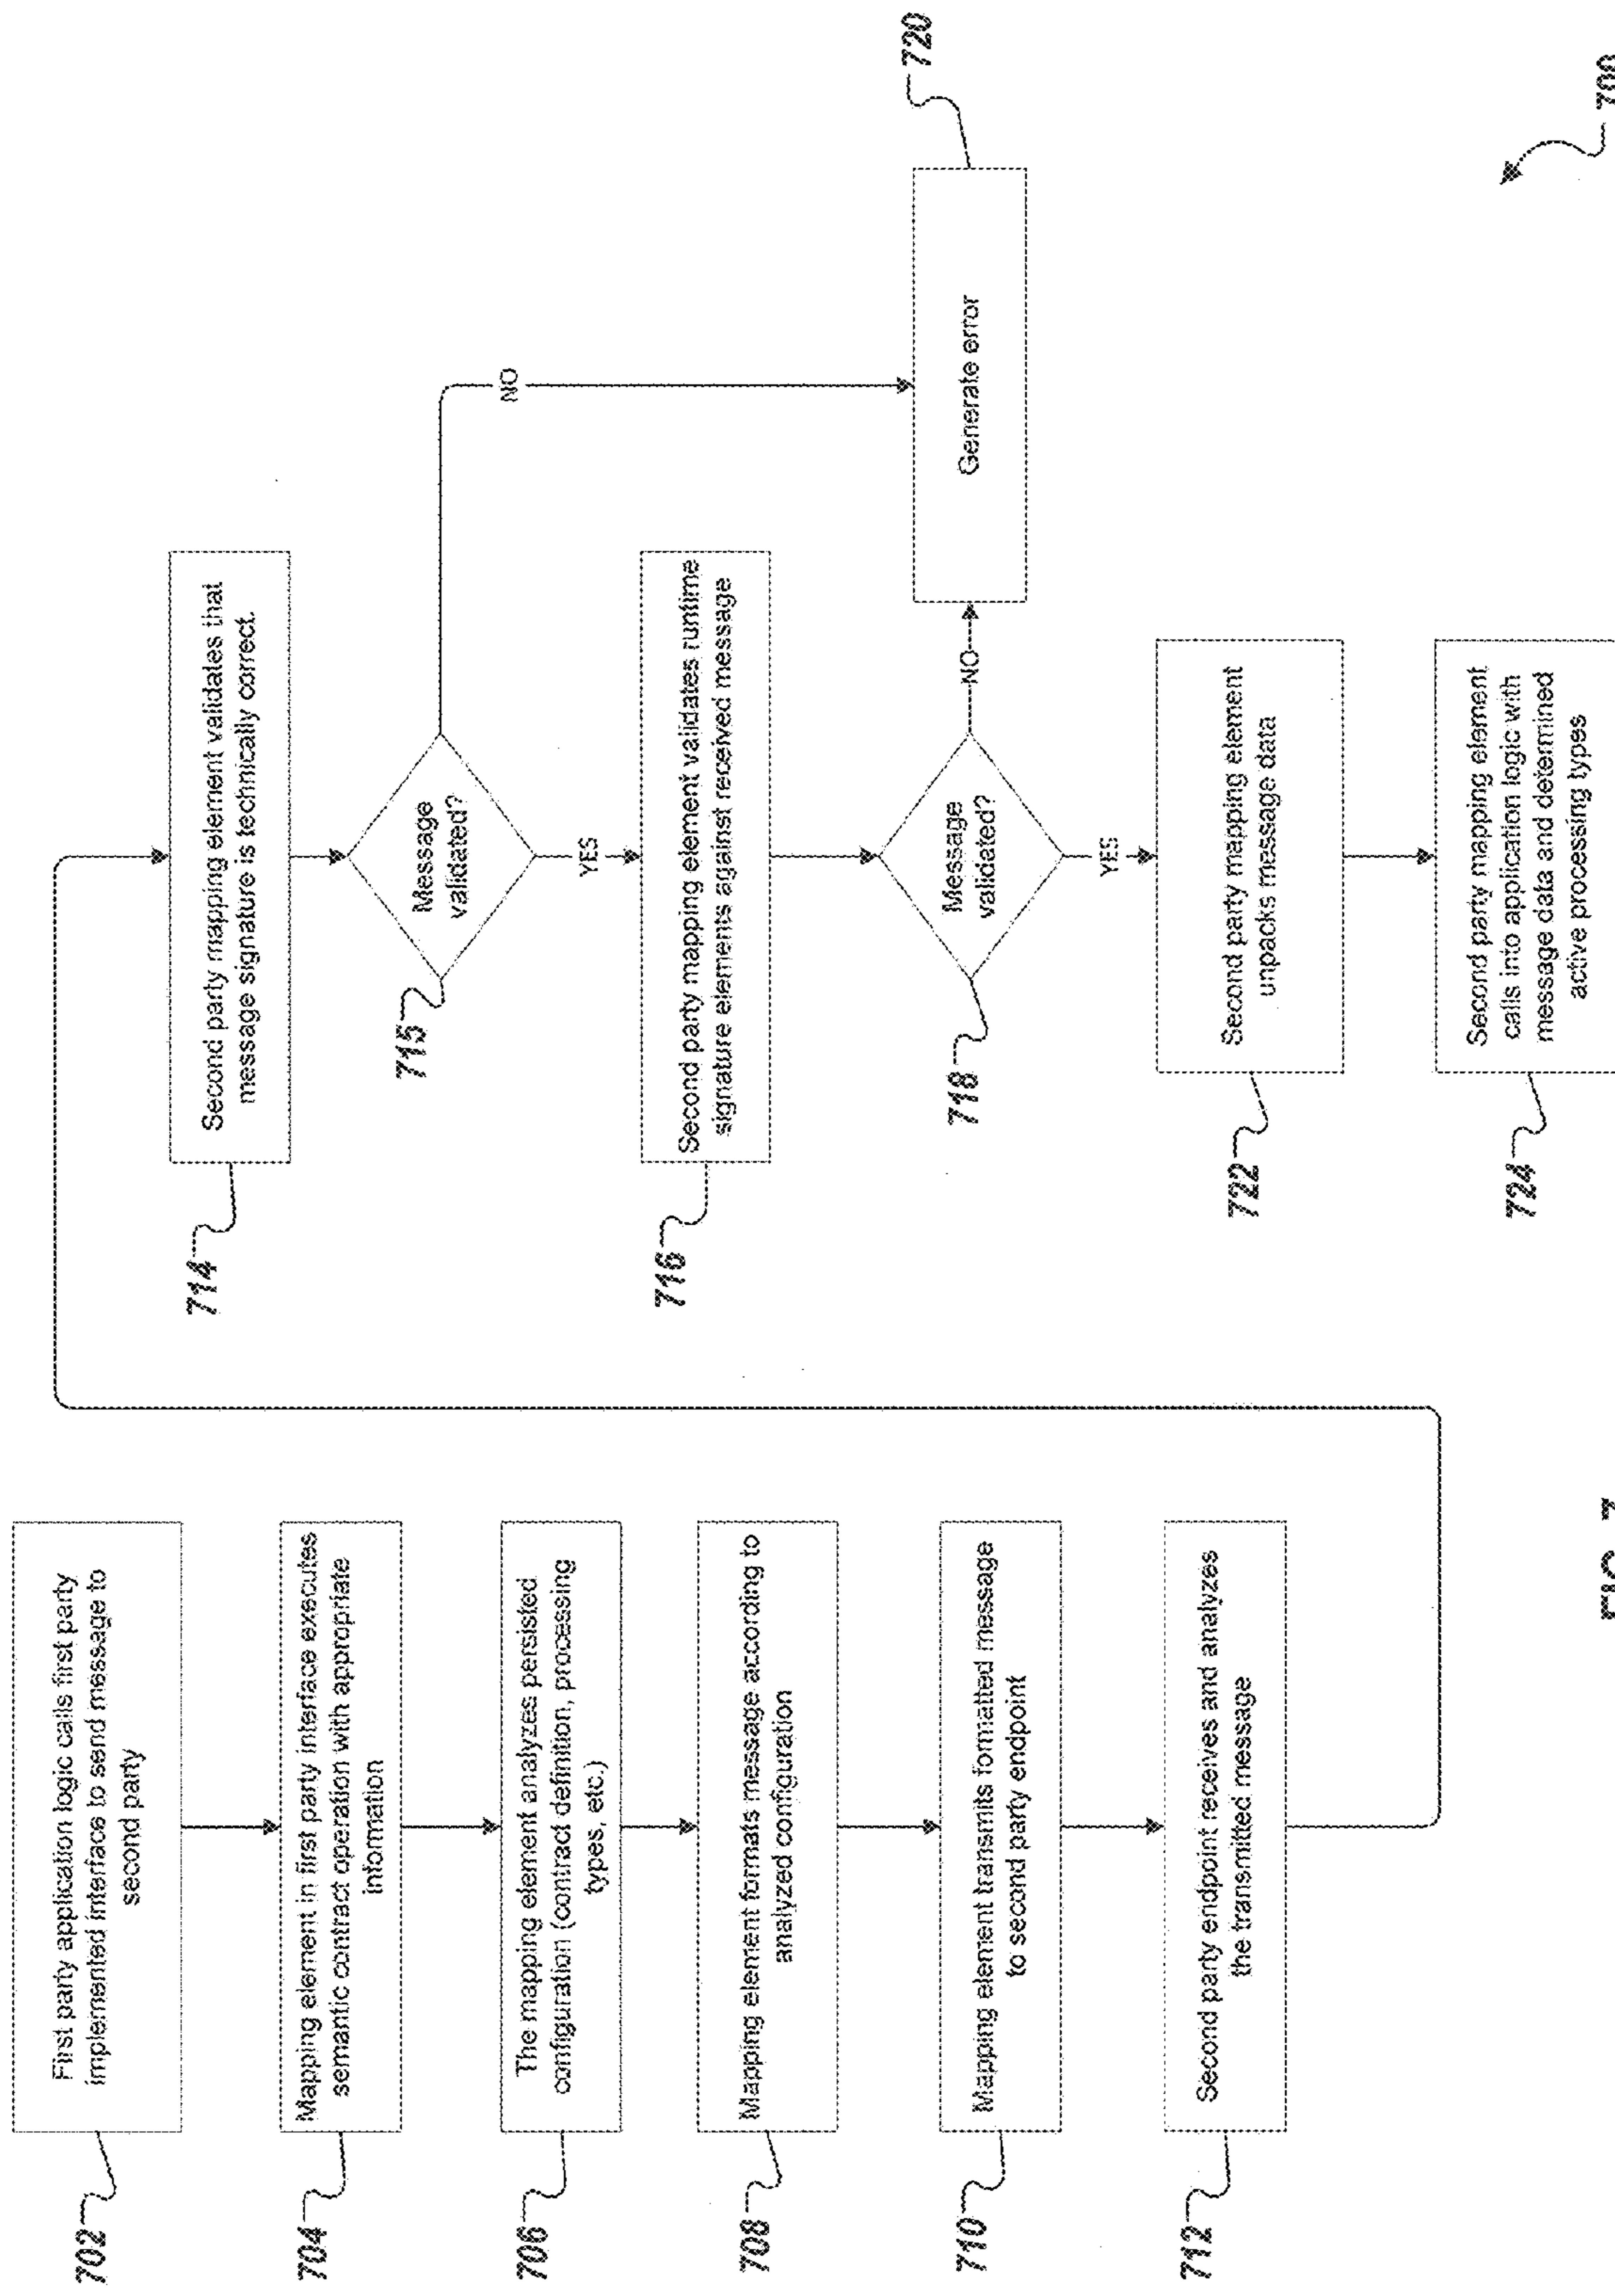 702
First party application logic calls first party
implemented interface to send message to
second party
704
Mapping element in first party interface executes
semantic contract operation with appropriate
information
706
The mapping element analyzes persisted
configuration (contract definition, processing
types, etc.)
708
Mapping element formats message according to
analyzed configuration
710
Mapping element transmits formatted message
to second party endpoint
712
Second party endpoint receives and analyzes
the transmitted message
714
Second party mapping element validates that
message signature is technically correct.
715
Message
validated?
NO
YES
716
Second party mapping element validates runtime
signature elements against received message
718
Message
validated?
NO
YES
720
Generate error
722
Second party mapping element
unpacks message data
724
Second party mapping element
calls into application logic with
message data and determined
active processing types
700
FIG. 7